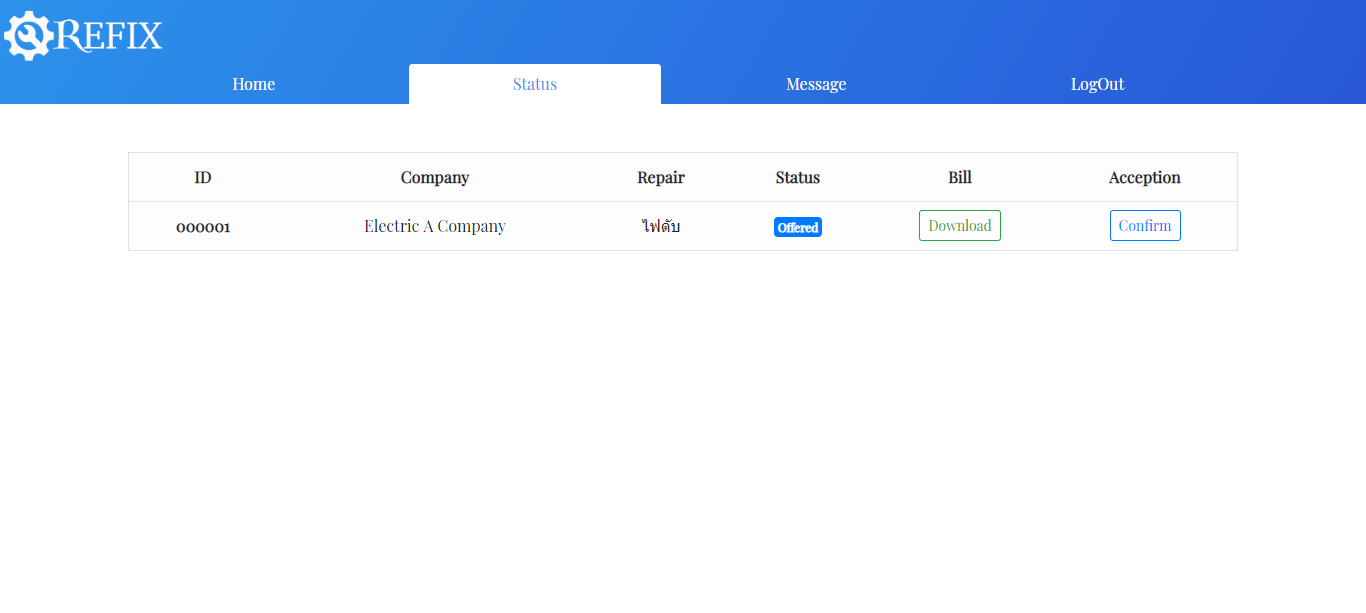 REFIX
Home Status Message LogOut
ID Company Repair Status Bill Acception
000001 Electric A Company ไฟดับ Offered Download Confirm